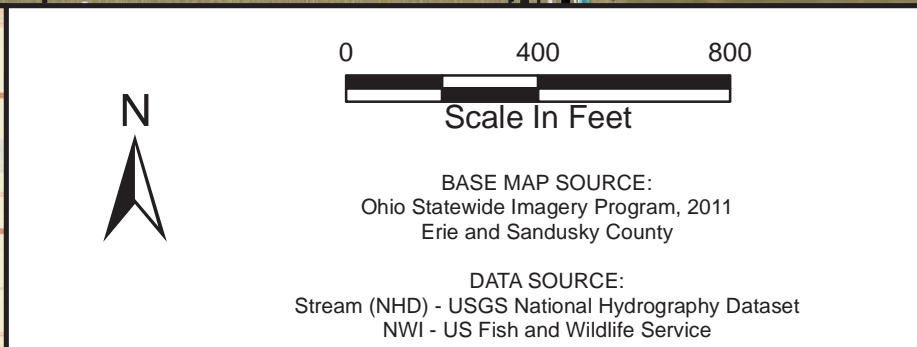 0 400 800
Scale In Feet
N
BASE MAP SOURCE:
Ohio Statewide Imagery Program, 2011
Erie and Sandusky County
DATA SOURCE:
Stream (NHD) - USGS National Hydrography Dataset
NWI - US Fish and Wildlife Service